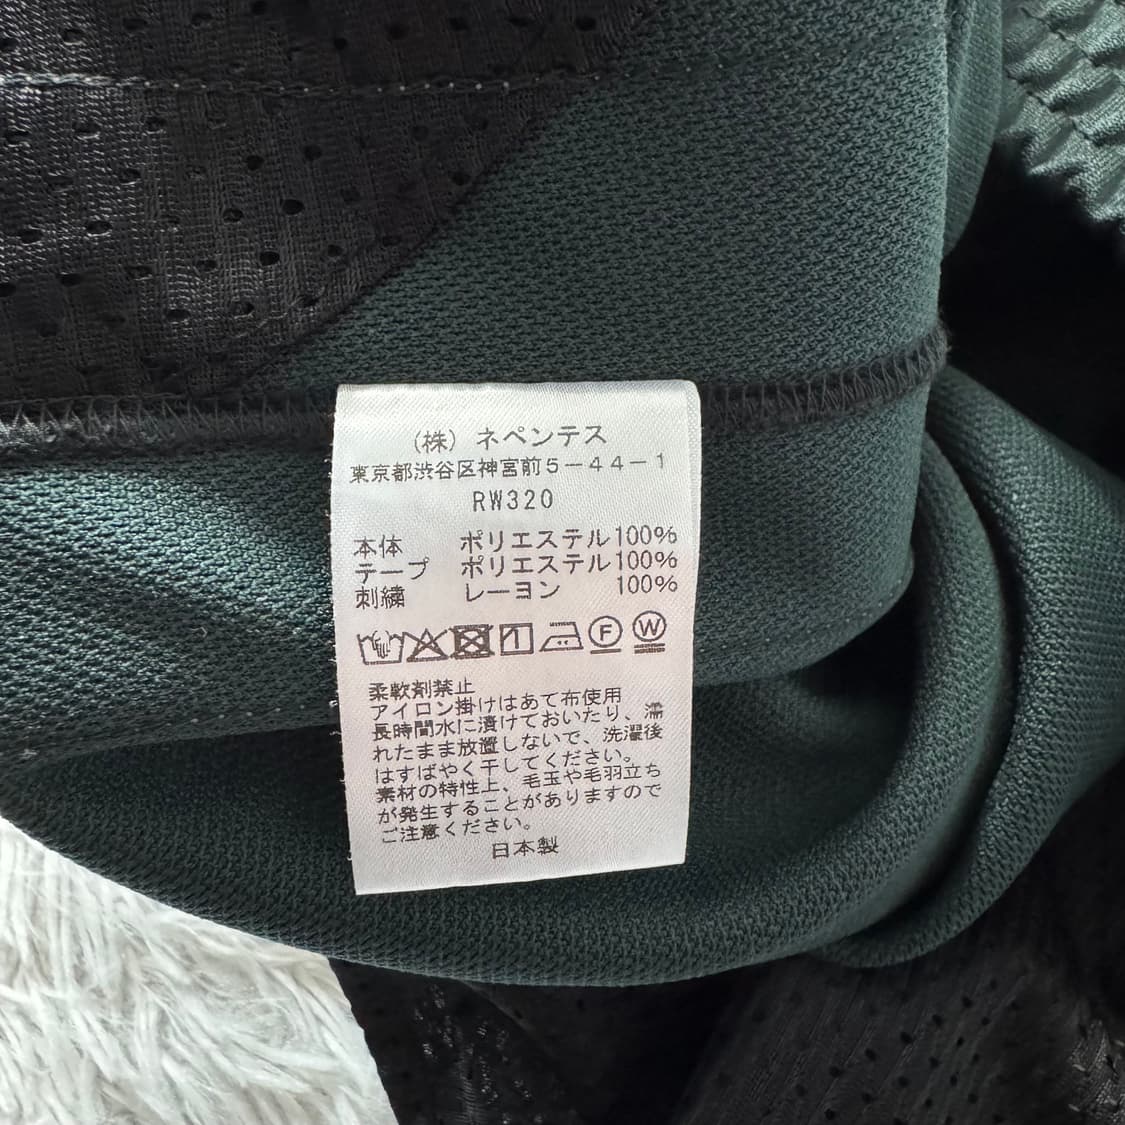 (株) ネペンテス
東京都渋谷区神宮前5-44-1
RW320
本体 ポリエステル100%
テープ ポリエステル100%
刺繍 レーヨン 100%
F W
柔軟剤禁止
アイロン掛けはあて布使用
長時間水に漬けておいたり、濡
れたまま放置しないで、洗濯後
はすばやく干してください。
素材の特性上、毛玉や毛羽立ち
が発生することがありますので
ご注意ください。
日本製